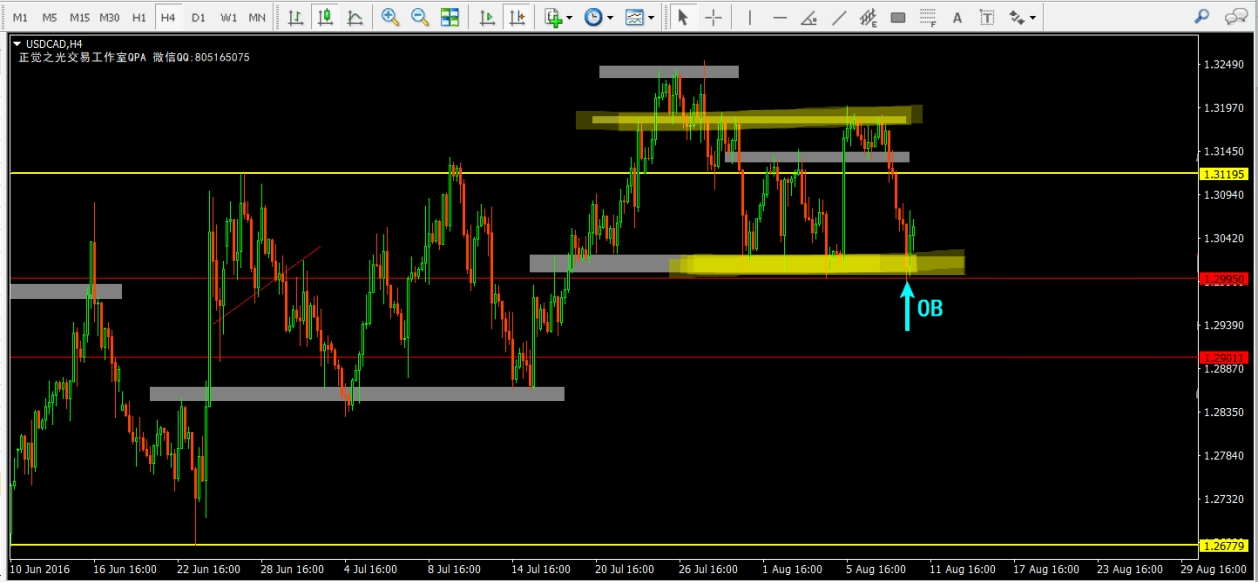 M1 M5 M15 M30 H1 H4 D1 W1 MN
E F A T
USDCAD,H4
正觉之光交易工作室QPA 微信QQ:805165075
1.32490
1.31970
1.31450
1.31195
1.30940
1.30420
1.29950
OB
1.29390
1.29011
1.28870
1.28350
1.27840
1.27320
1.26779
10 Jun 2016 16 Jun 16:00 22 Jun 16:00 28 Jun 16:00 4 Jul 16:00 8 Jul 16:00 14 Jul 16:00 20 Jul 16:00 26 Jul 16:00 1 Aug 16:00 5 Aug 16:00 11 Aug 16:00 17 Aug 16:00 23 Aug 16:00 29 Aug 16:00